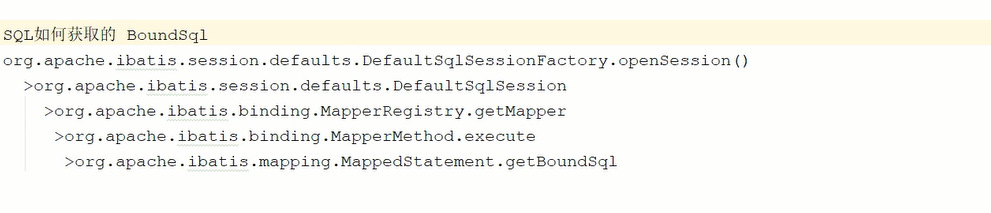 SQL如何获取的 BoundSql
org.apache.ibatis.session.defaults.DefaultSqlSessionFactory.openSession()
>org.apache.ibatis.session.defaults.DefaultSqlSession
>org.apache.ibatis.binding.MapperRegistry.getMapper
>org.apache.ibatis.binding.MapperMethod.execute
>org.apache.ibatis.mapping.MappedStatement.getBoundSql